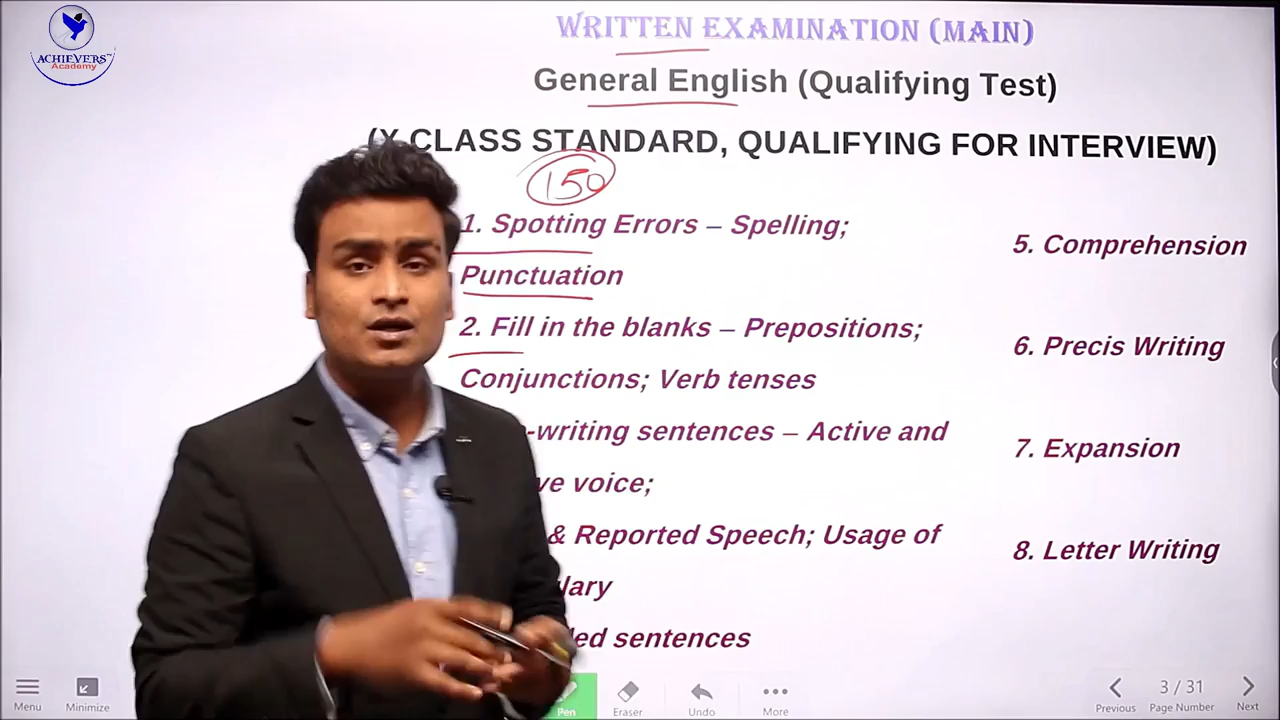 ACHIEVERS
Academy
WRITTEN EXAMINATION (MAIN)
General English (Qualifying Test)
(X CLASS STANDARD, QUALIFYING FOR INTERVIEW)
150
1. Spotting Errors – Spelling;
Punctuation
2. Fill in the blanks – Prepositions;
Conjunctions; Verb tenses
-writing sentences – Active and
voice;
& Reported Speech; Usage of
sentences
5. Comprehension
6. Precis Writing
7. Expansion
8. Letter Writing
Menu
Minimize
Pen
Eraser
Undo
More
Previous
3 / 31
Page Number
Next